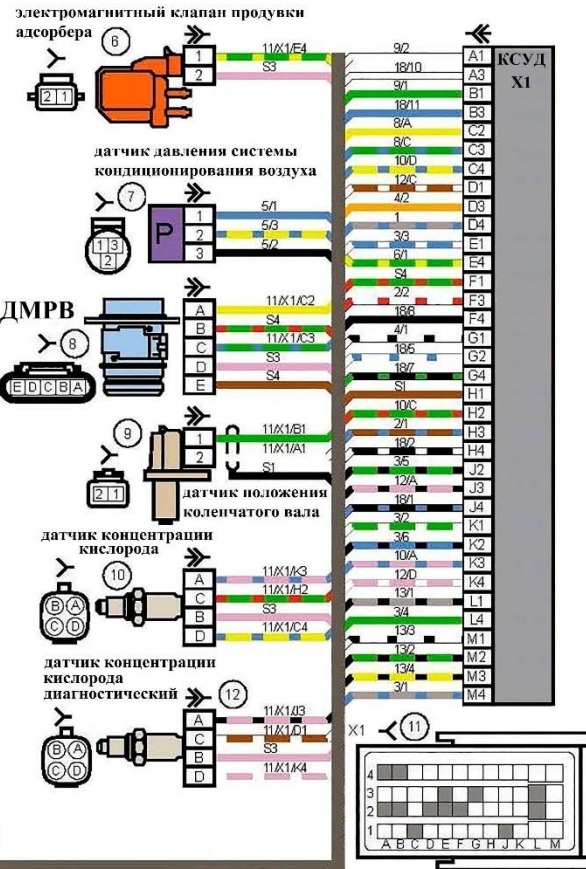 электромагнитный клапан продувки
адсорбера
6
2 1
1 11/X1/E4
2 S3
датчик давления системы
кондиционирования воздуха
7
1 3
2
P
1 5/1
2 5/3
3 5/2
ДМРВ
8
E D C B A
A 11/X1/C2
B S4
C 11/X1/C3
D S3
E S4
9
2 1
1 11/X1/B1
2 11/X1/A1
S1
датчик положения
коленчатого вала
датчик концентрации
кислорода
10
B A
C D
A 11/X1/K3
C 11/X1/H2
B S3
D 11/X1/C4
датчик концентрации
кислорода
диагностический
12
B A
C D
A 11/X1/J3
C 11/X1/D1
B S3
D 11/X1/K4
КСУД
X1
9/2 A1
18/10 A3
9/1 B1
18/11 B3
8/A C2
8/C C3
10/D C4
12/C D1
4/2 D3
1 D4
3/3 E1
6/1 E4
S4 F1
2/2 F3
18/6 F4
4/1 G1
18/5 G2
18/7 G4
S1 H1
10/C H2
2/1 H3
18/2 H4
3/5 J2
12/A J3
18/1 J4
3/2 K1
3/6 K2
10/A K3
12/D K4
13/1 L1
3/4 L4
13/3 M1
13/2 M2
13/4 M3
3/1 M4
X1 11
4
3
2
1
A B C D E F G H J K L M